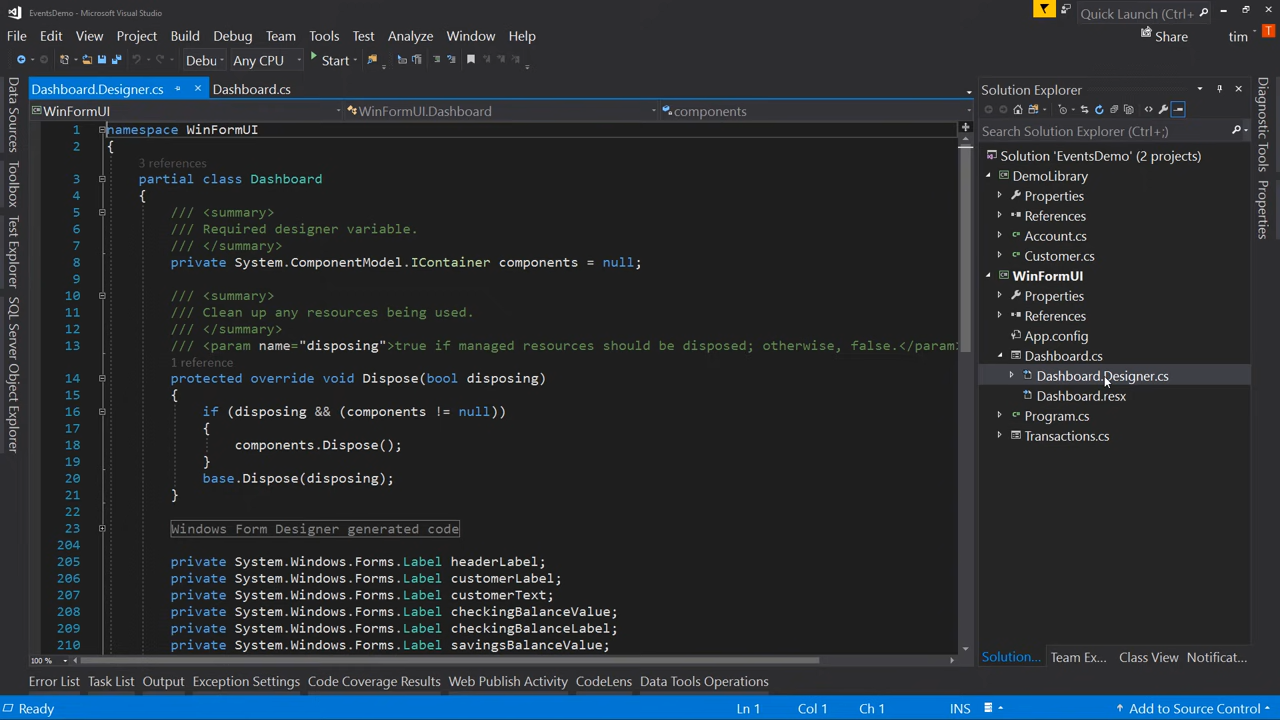 EventsDemo - Microsoft Visual Studio
Quick Launch (Ctrl+
File Edit View Project Build Debug Team Tools Test Analyze Window Help
Share tim T
Debu Any CPU Start
Dashboard.Designer.cs Dashboard.cs
WinFormUI WinFormUI.Dashboard components
Data Sources
Toolbox
Test Explorer
SQL Server Object Explorer
1 namespace WinFormUI
2 {
3 references
3 partial class Dashboard
4 {
5 /// <summary>
6 /// Required designer variable.
7 /// </summary>
8 private System.ComponentModel.IContainer components = null;
9
10 /// <summary>
11 /// Clean up any resources being used.
12 /// </summary>
13 /// <param name="disposing">true if managed resources should be disposed; otherwise, false.</param>
1 reference
14 protected override void Dispose(bool disposing)
15 {
16 if (disposing && (components != null))
17 {
18 components.Dispose();
19 }
20 base.Dispose(disposing);
21 }
22
23 Windows Form Designer generated code
204
205 private System.Windows.Forms.Label headerLabel;
206 private System.Windows.Forms.Label customerLabel;
207 private System.Windows.Forms.Label customerText;
208 private System.Windows.Forms.Label checkingBalanceValue;
209 private System.Windows.Forms.Label checkingBalanceLabel;
210 private System.Windows.Forms.Label savingsBalanceValue;
100 %
Solution Explorer
Search Solution Explorer (Ctrl+;)
Solution 'EventsDemo' (2 projects)
DemoLibrary
Properties
References
Account.cs
Customer.cs
WinFormUI
Properties
References
App.config
Dashboard.cs
Dashboard.Designer.cs
Dashboard.resx
Program.cs
Transactions.cs
Solution... Team Ex... Class View Notificat...
Diagnostic Tools
Properties
Error List Task List Output Exception Settings Code Coverage Results Web Publish Activity CodeLens Data Tools Operations
Ready Ln 1 Col 1 Ch 1 INS Add to Source Control